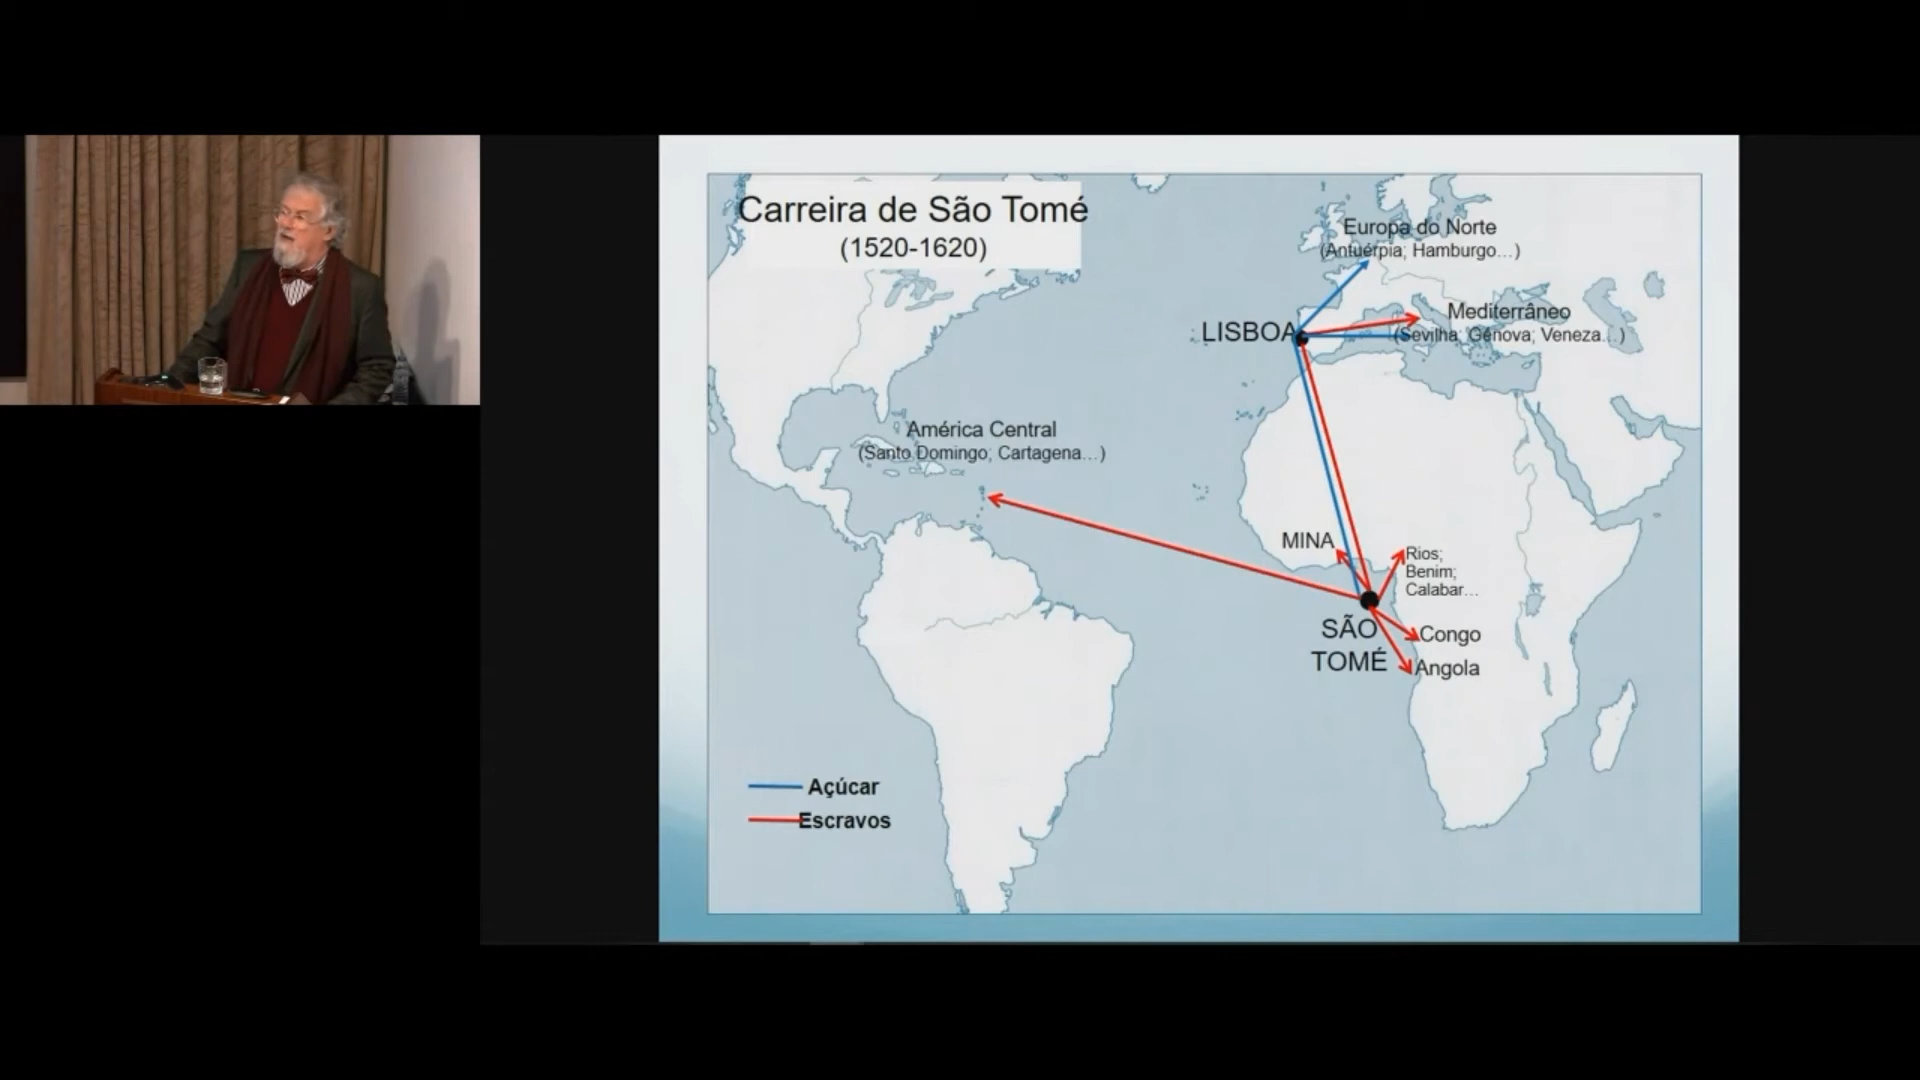 Carreira de São Tomé
(1520-1620)
Europa do Norte
(Antuérpia; Hamburgo...)
LISBOA
Mediterrâneo
(Sevilha; Génova; Veneza...)
América Central
(Santo Domingo; Cartagena...)
MINA
Rios;
Benim;
Calabar...
SÃO
TOMÉ
Congo
Angola
Açúcar
Escravos